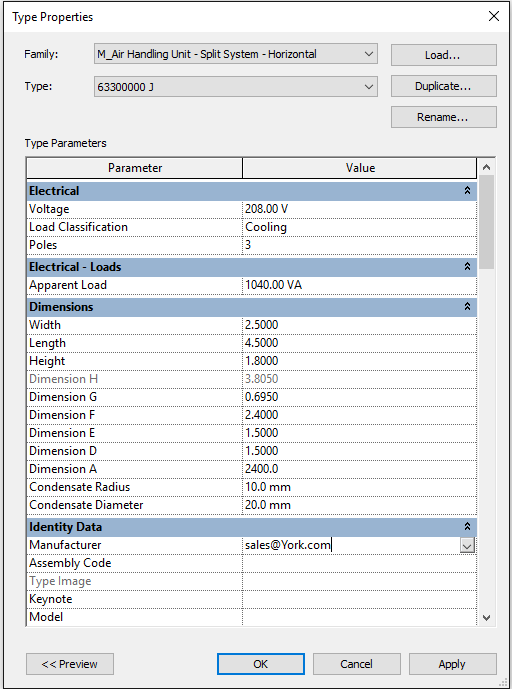 Type Properties
Family: M_Air Handling Unit - Split System - Horizontal Load...
Type: 63300000 J Duplicate...
Rename...
Type Parameters
Parameter Value
Electrical
Voltage 208.00 V
Load Classification Cooling
Poles 3
Electrical - Loads
Apparent Load 1040.00 VA
Dimensions
Width 2.5000
Length 4.5000
Height 1.8000
Dimension H 3.8050
Dimension G 0.6950
Dimension F 2.4000
Dimension E 1.5000
Dimension D 1.5000
Dimension A 2400.0
Condensate Radius 10.0 mm
Condensate Diameter 20.0 mm
Identity Data
Manufacturer sales@York.com
Assembly Code
Type Image
Keynote
Model
<< Preview OK Cancel Apply